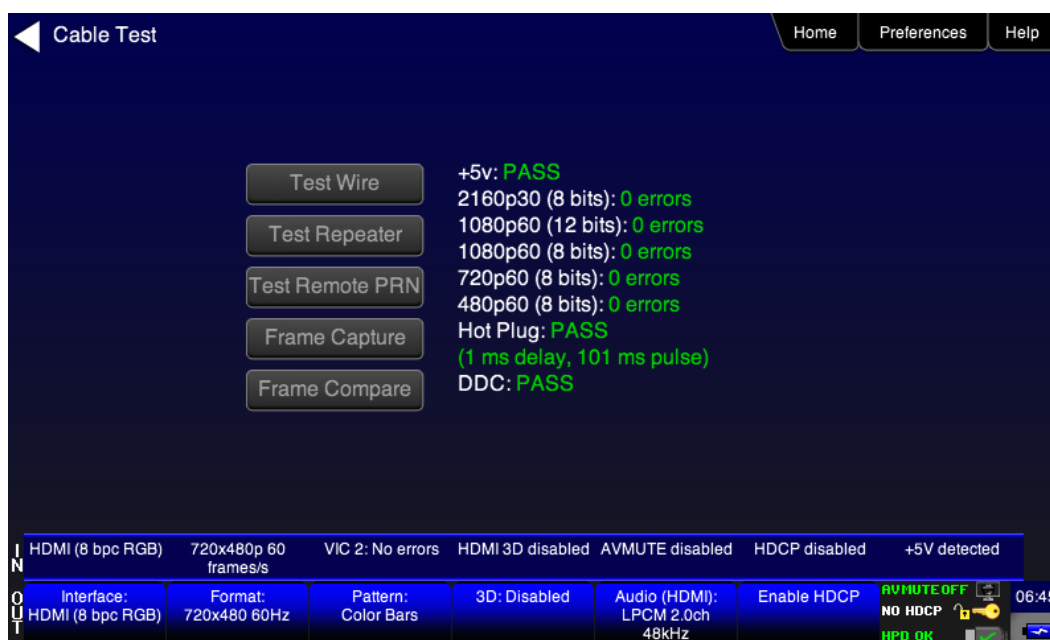 Cable Test
Home
Preferences
Help
Test Wire
Test Repeater
Test Remote PRN
Frame Capture
Frame Compare
+5v: PASS
2160p30 (8 bits): 0 errors
1080p60 (12 bits): 0 errors
1080p60 (8 bits): 0 errors
720p60 (8 bits): 0 errors
480p60 (8 bits): 0 errors
Hot Plug: PASS
(1 ms delay, 101 ms pulse)
DDC: PASS
IN
HDMI (8 bpc RGB)
720x480p 60
frames/s
VIC 2: No errors
HDMI 3D disabled
AVMUTE disabled
HDCP disabled
+5V detected
OUT
Interface:
HDMI (8 bpc RGB)
Format:
720x480 60Hz
Pattern:
Color Bars
3D: Disabled
Audio (HDMI):
LPCM 2.0ch
48kHz
Enable HDCP
AVMUTEOFF
NO HDCP
HPD OK
06:45